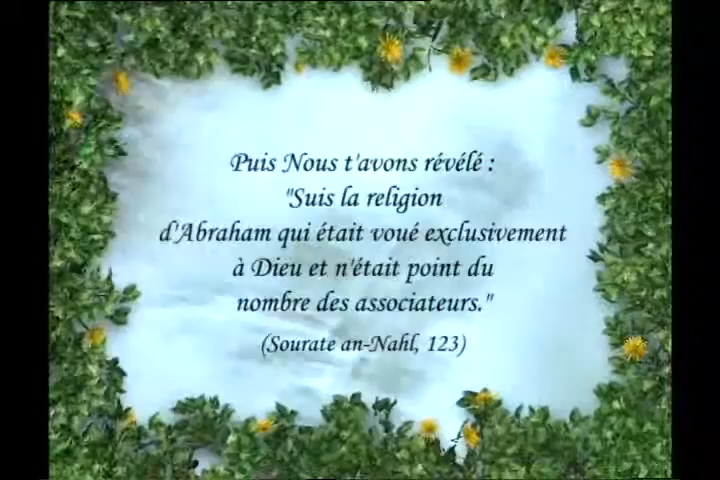 Puis Nous t'avons révélé :
"Suis la religion
d'Abraham qui était voué exclusivement
à Dieu et n'était point du
nombre des associateurs."
(Sourate an-Nahl, 123)